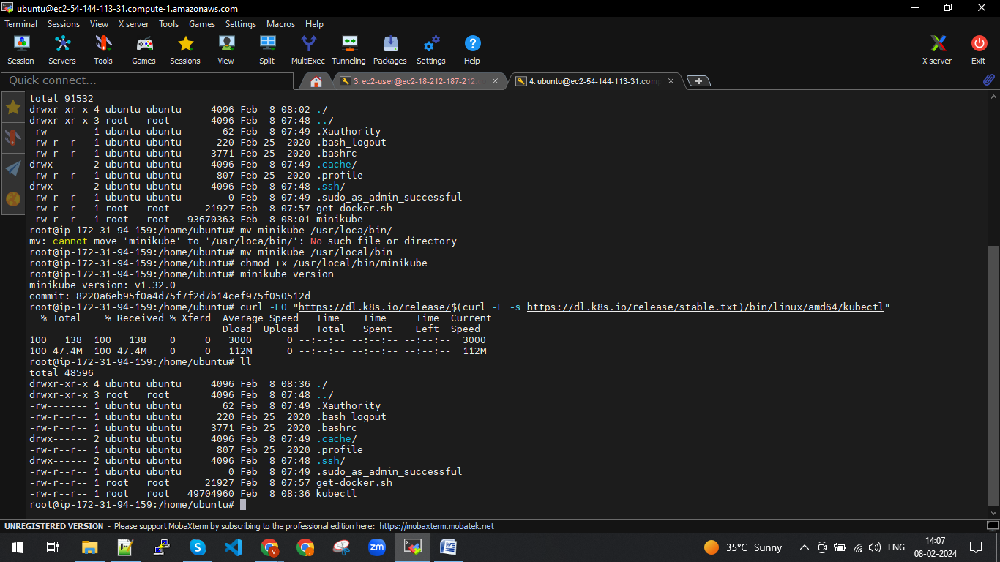 ubuntu@ec2-54-144-113-31.compute-1.amazonaws.com
Terminal Sessions View X server Tools Games Settings Macros Help
Session Servers Tools Games Sessions View Split MultiExec Tunneling Packages Settings Help X server Exit
Quick connect...
3. ec2-user@ec2-18-212-187-212.
4. ubuntu@ec2-54-144-113-31.com
total 91532
drwxr-xr-x 4 ubuntu ubuntu     4096 Feb  8 08:02 ./
drwxr-xr-x 3 root   root       4096 Feb  8 07:48 ../
-rw------- 1 ubuntu ubuntu       62 Feb  8 07:49 .Xauthority
-rw-r--r-- 1 ubuntu ubuntu      220 Feb 25  2020 .bash_logout
-rw-r--r-- 1 ubuntu ubuntu     3771 Feb 25  2020 .bashrc
drwx------ 2 ubuntu ubuntu     4096 Feb  8 07:49 .cache/
-rw-r--r-- 1 ubuntu ubuntu      807 Feb 25  2020 .profile
drwx------ 2 ubuntu ubuntu     4096 Feb  8 07:48 .ssh/
-rw-r--r-- 1 ubuntu ubuntu        0 Feb  8 07:49 .sudo_as_admin_successful
-rw-r--r-- 1 root   root      21927 Feb  8 07:57 get-docker.sh
-rw-r--r-- 1 root   root   93670363 Feb  8 08:01 minikube
root@ip-172-31-94-159:/home/ubuntu# mv minikube /usr/loca/bin/
mv: cannot move 'minikube' to '/usr/loca/bin/': No such file or directory
root@ip-172-31-94-159:/home/ubuntu# mv minikube /usr/local/bin
root@ip-172-31-94-159:/home/ubuntu# chmod +x /usr/local/bin/minikube
root@ip-172-31-94-159:/home/ubuntu# minikube version
minikube version: v1.32.0
commit: 8220a6eb95f0a4d75f7f2d7b14cef975f050512d
root@ip-172-31-94-159:/home/ubuntu# curl -LO "https://dl.k8s.io/release/$(curl -L -s https://dl.k8s.io/release/stable.txt)/bin/linux/amd64/kubectl"
  % Total    % Received % Xferd  Average Speed   Time    Time     Time  Current
                                 Dload  Upload   Total   Spent    Left  Speed
100   138  100   138    0     0   3000      0 --:--:-- --:--:-- --:--:--  3000
100 47.4M  100 47.4M    0     0   112M      0 --:--:-- --:--:-- --:--:--  112M
root@ip-172-31-94-159:/home/ubuntu# ll
total 48596
drwxr-xr-x 4 ubuntu ubuntu     4096 Feb  8 08:36 ./
drwxr-xr-x 3 root   root       4096 Feb  8 07:48 ../
-rw------- 1 ubuntu ubuntu       62 Feb  8 07:49 .Xauthority
-rw-r--r-- 1 ubuntu ubuntu      220 Feb 25  2020 .bash_logout
-rw-r--r-- 1 ubuntu ubuntu     3771 Feb 25  2020 .bashrc
drwx------ 2 ubuntu ubuntu     4096 Feb  8 07:49 .cache/
-rw-r--r-- 1 ubuntu ubuntu      807 Feb 25  2020 .profile
drwx------ 2 ubuntu ubuntu     4096 Feb  8 07:48 .ssh/
-rw-r--r-- 1 ubuntu ubuntu        0 Feb  8 07:49 .sudo_as_admin_successful
-rw-r--r-- 1 root   root      21927 Feb  8 07:57 get-docker.sh
-rw-r--r-- 1 root   root   49704960 Feb  8 08:36 kubectl
root@ip-172-31-94-159:/home/ubuntu#
UNREGISTERED VERSION - Please support MobaXterm by subscribing to the professional edition here: https://mobaxterm.mobatek.net
35°C Sunny
ENG
14:07
08-02-2024